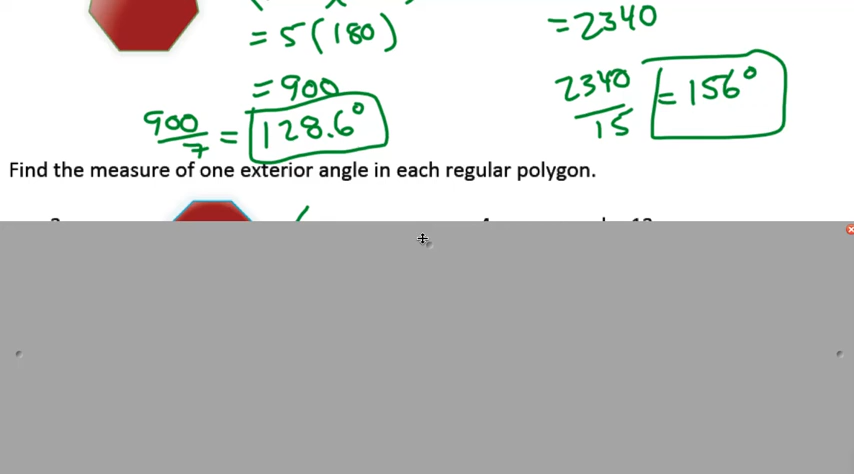 = 5(180)
= 900
900/7 = 128.6°
= 2340
2340/15 = 156°
Find the measure of one exterior angle in each regular polygon.